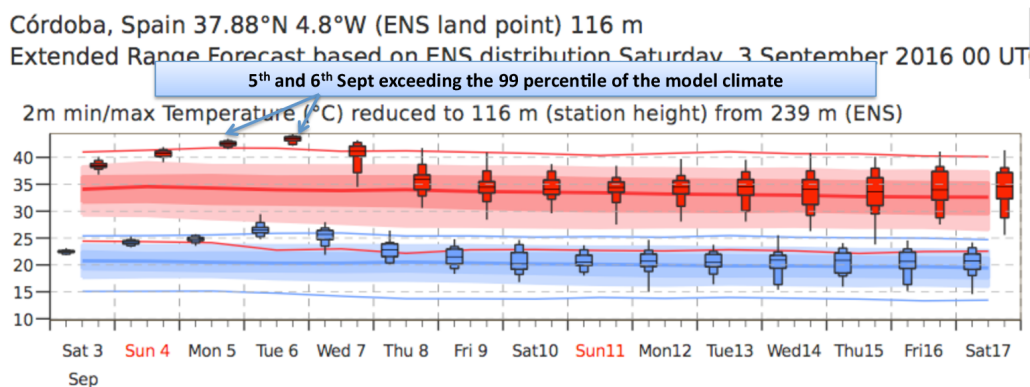 Córdoba, Spain 37.88°N 4.8°W (ENS land point) 116 m
Extended Range Forecast based on ENS distribution Saturday, 3 September 2016 00 UT
5th and 6th Sept exceeding the 99 percentile of the model climate
2m min/max Temperature (°C) reduced to 116 m (station height) from 239 m (ENS)
40
35
30
25
20
15
10
Sat 3 Sun 4 Mon 5 Tue 6 Wed 7 Thu 8 Fri 9 Sat10 Sun11 Mon12 Tue13 Wed14 Thu15 Fri16 Sat17
Sep